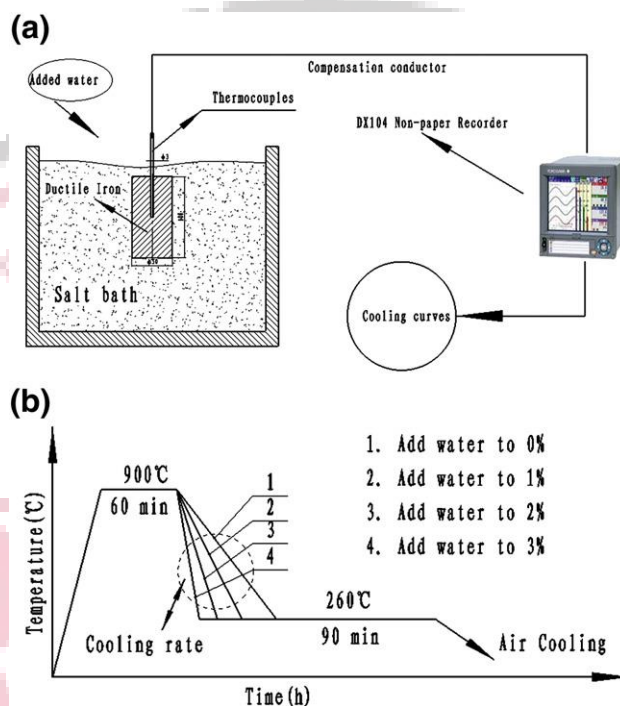 (a)
Added water
Compensation conductor
Thermocouples
DX104 Non-paper Recorder
Ductile Iron
Salt bath
Cooling curves
(b)
900℃
60 min
1
2
3
4
1. Add water to 0%
2. Add water to 1%
3. Add water to 2%
4. Add water to 3%
Temperature(℃)
Cooling rate
260℃
90 min
Air Cooling
Time(h)